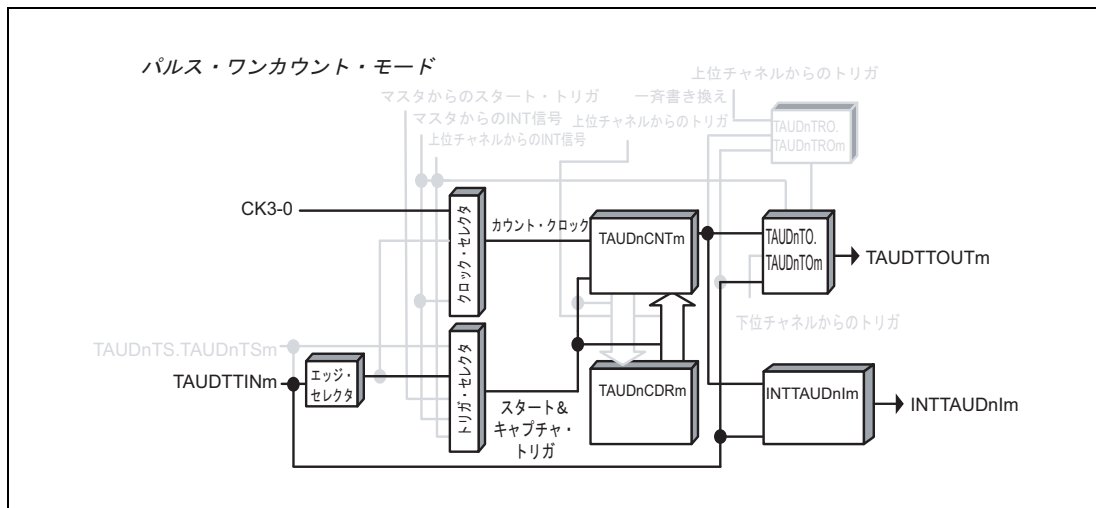 パルス・ワンカウント・モード
上位チャネルからのトリガ
マスタからのスタート・トリガ
一斉書き換え
マスタからのINT信号
上位チャネルからのトリガ
上位チャネルからのINT信号
TAUDnTRO.
TAUDnTROm
CK3-0
クロック・セレクタ
カウント・クロック
TAUDnCNTm
TAUDnTO.
TAUDnTOm
TAUDTTOUTm
下位チャネルからのトリガ
TAUDnTS.TAUDnTSm
TAUDTTINm
エッジ・
セレクタ
トリガ・セレクタ
スタート&
キャプチャ・
トリガ
TAUDnCDRm
INTTAUDnIm
INTTAUDnIm